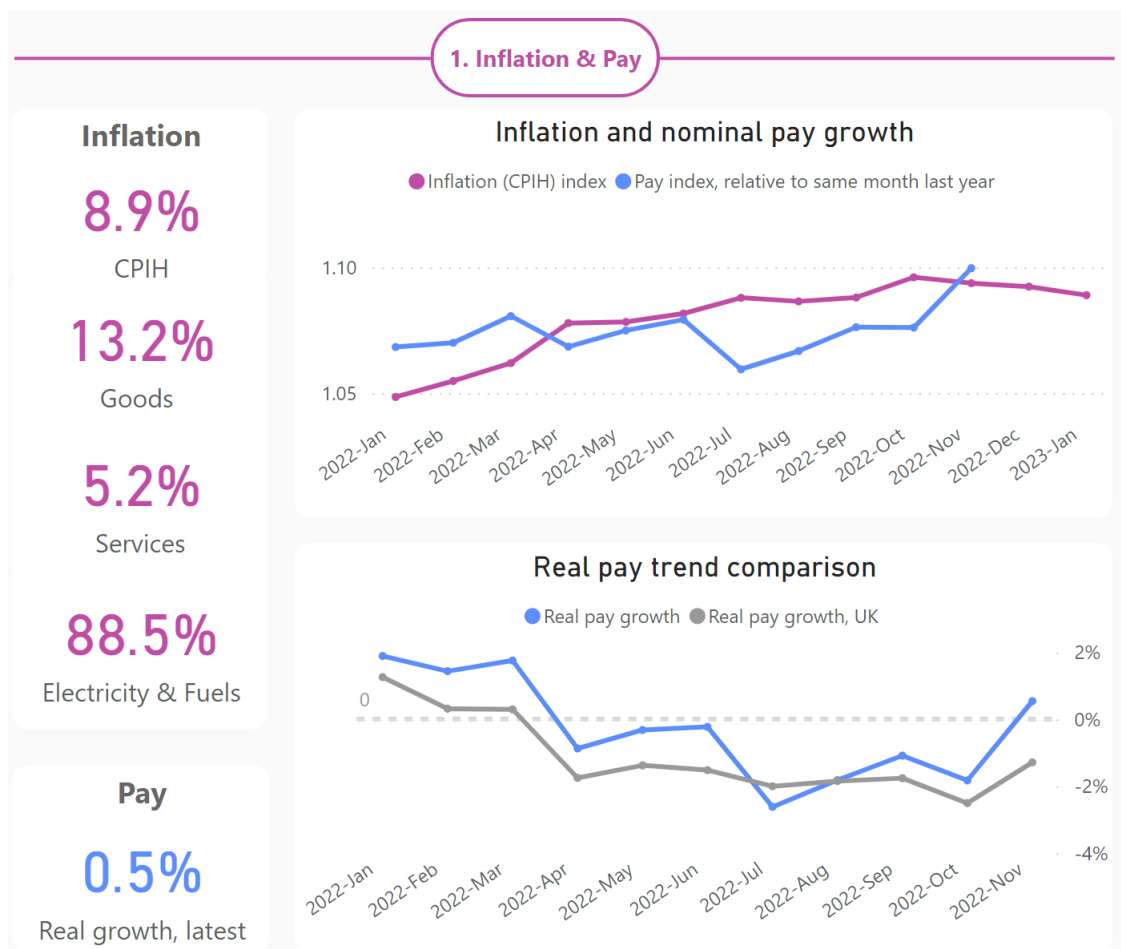 1. Inflation & Pay
Inflation
8.9%
CPIH
13.2%
Goods
5.2%
Services
88.5%
Electricity & Fuels
Pay
0.5%
Real growth, latest
Inflation and nominal pay growth
Inflation (CPIH) index Pay index, relative to same month last year
1.10
1.05
2022-Jan 2022-Feb 2022-Mar 2022-Apr 2022-May 2022-Jun 2022-Jul 2022-Aug 2022-Sep 2022-Oct 2022-Nov 2022-Dec 2023-Jan
Real pay trend comparison
Real pay growth Real pay growth, UK
2%
0
0%
-2%
-4%
2022-Jan 2022-Feb 2022-Mar 2022-Apr 2022-May 2022-Jun 2022-Jul 2022-Aug 2022-Sep 2022-Oct 2022-Nov